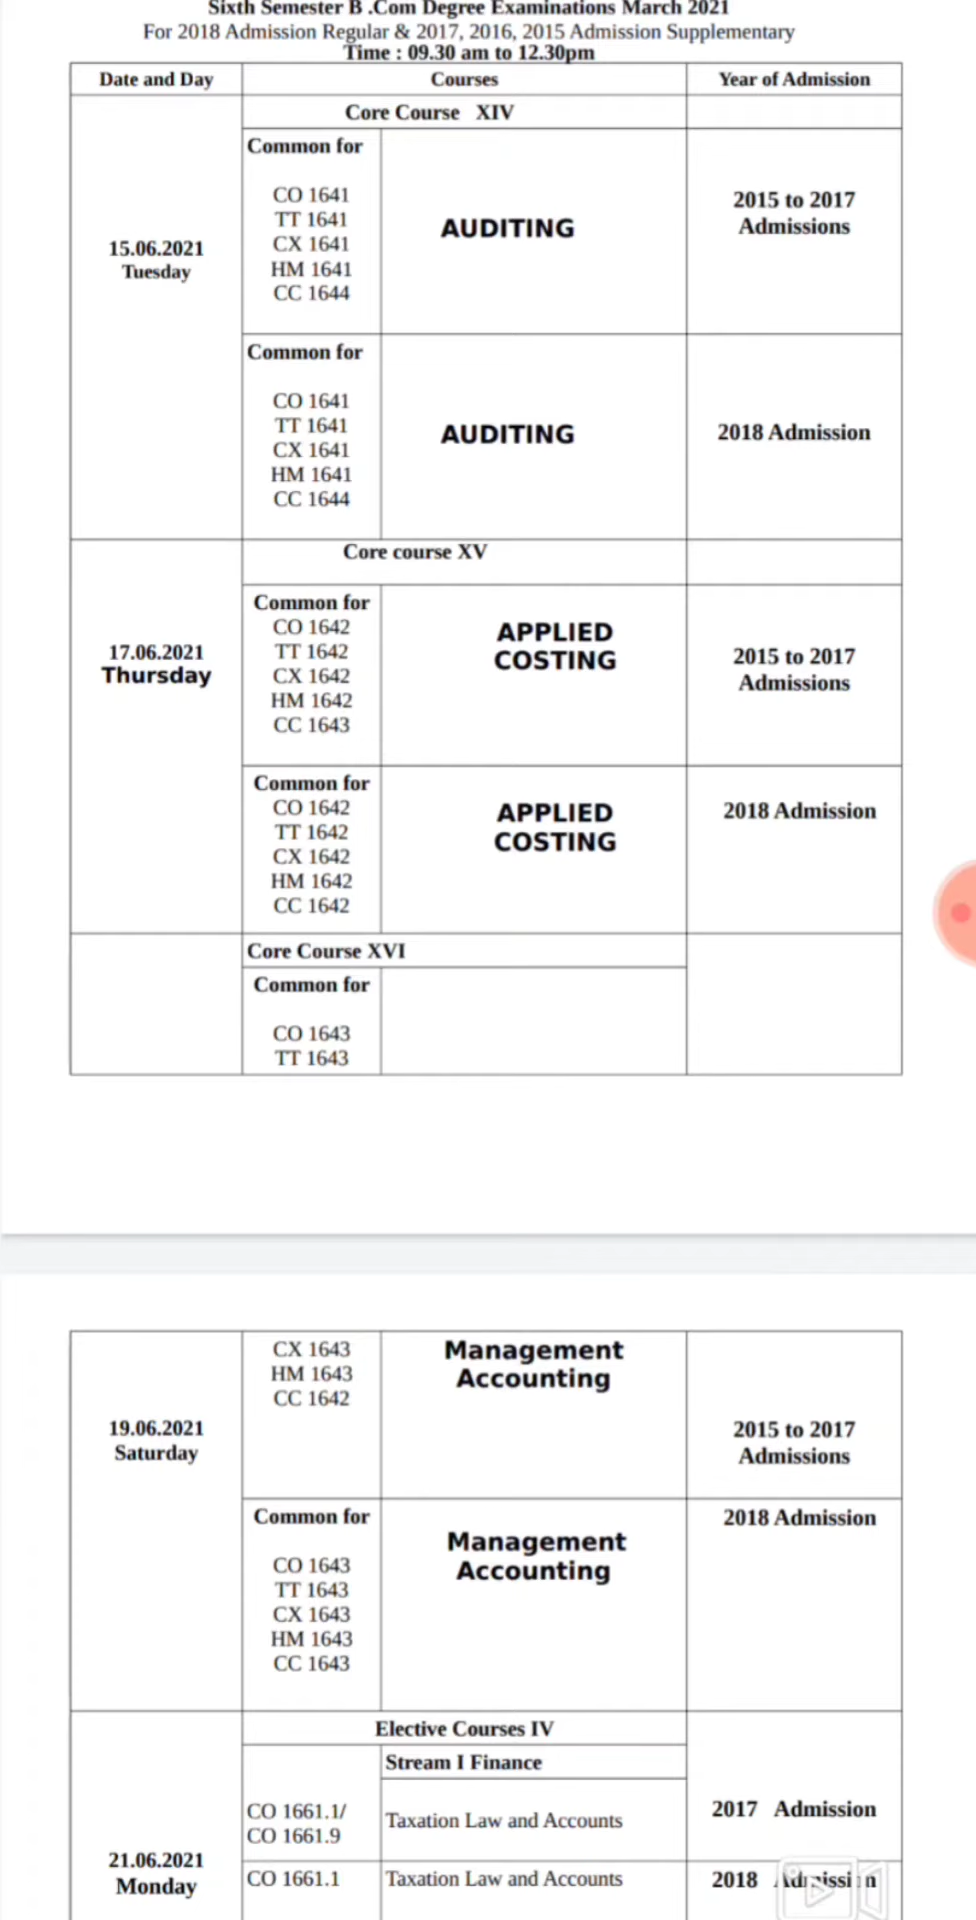 Sixth Semester B .Com Degree Examinations March 2021
For 2018 Admission Regular & 2017, 2016, 2015 Admission Supplementary
Time : 09.30 am to 12.30pm
Date and Day Courses Year of Admission
Core Course XIV
15.06.2021
Tuesday
Common for
CO 1641
TT 1641
CX 1641
HM 1641
CC 1644
AUDITING
2015 to 2017
Admissions
Common for
CO 1641
TT 1641
CX 1641
HM 1641
CC 1644
AUDITING
2018 Admission
Core course XV
17.06.2021
Thursday
Common for
CO 1642
TT 1642
CX 1642
HM 1642
CC 1643
APPLIED
COSTING
2015 to 2017
Admissions
Common for
CO 1642
TT 1642
CX 1642
HM 1642
CC 1642
APPLIED
COSTING
2018 Admission
Core Course XVI
Common for
CO 1643
TT 1643
19.06.2021
Saturday
CX 1643
HM 1643
CC 1642
Management
Accounting
2015 to 2017
Admissions
Common for
CO 1643
TT 1643
CX 1643
HM 1643
CC 1643
Management
Accounting
2018 Admission
21.06.2021
Monday
Elective Courses IV
Stream I Finance
CO 1661.1/
CO 1661.9
Taxation Law and Accounts
2017 Admission
CO 1661.1
Taxation Law and Accounts
2018 Admission